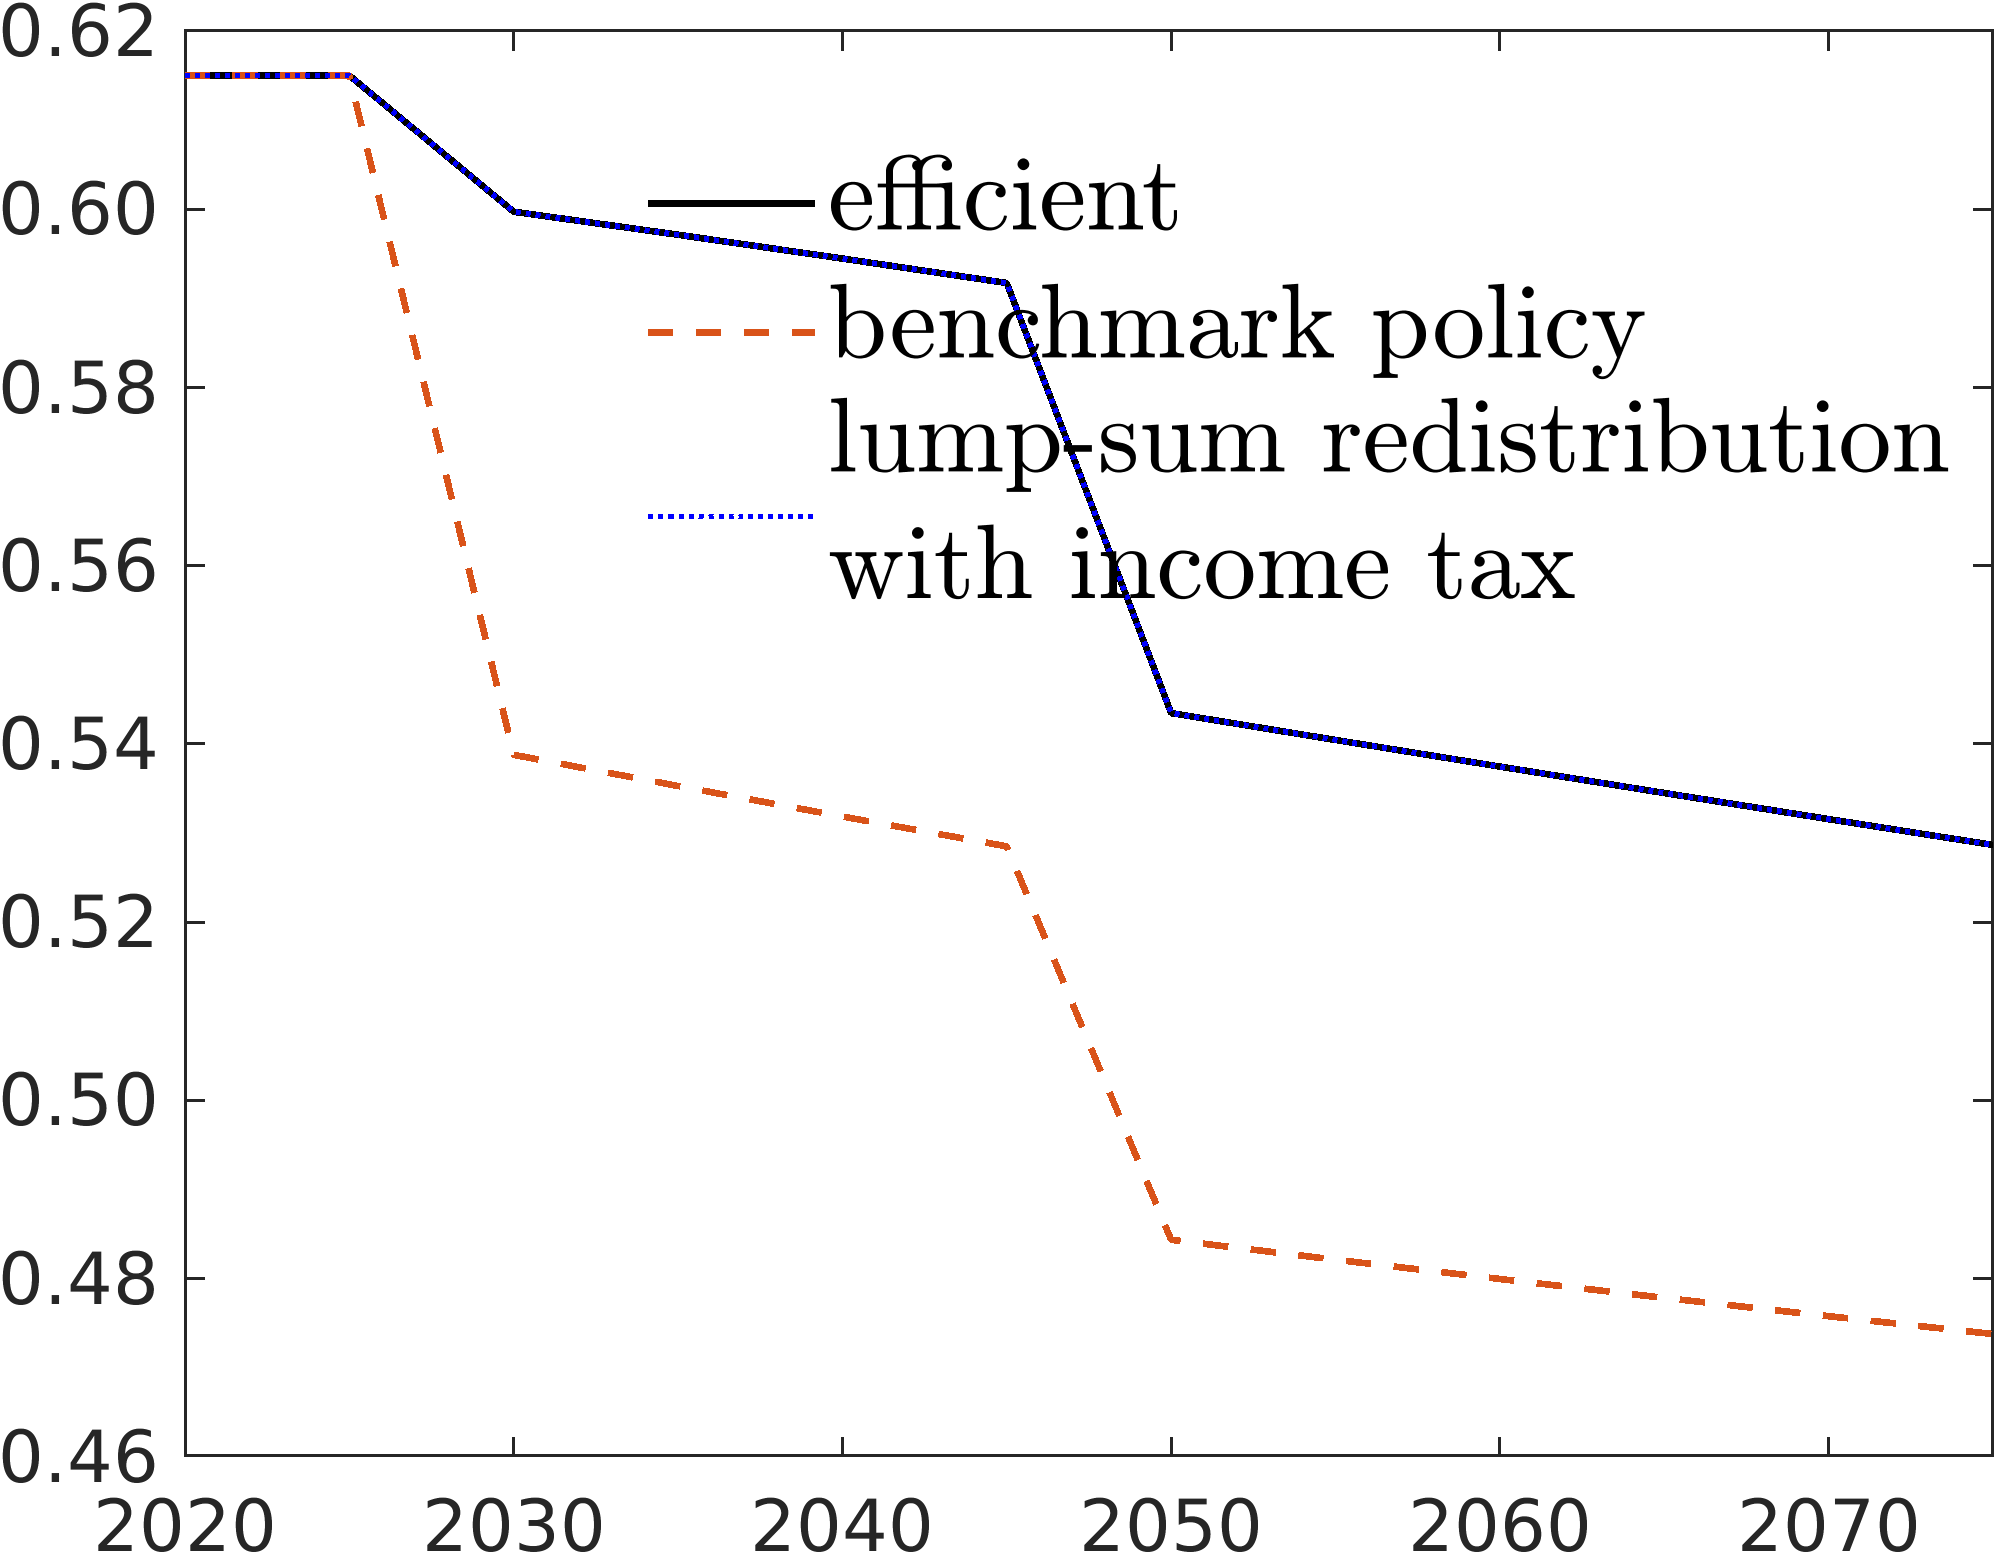 0.62
0.60
0.58
0.56
0.54
0.52
0.50
0.48
0.46
efficient
benchmark policy
lump-sum redistribution
with income tax
2020 2030 2040 2050 2060 2070